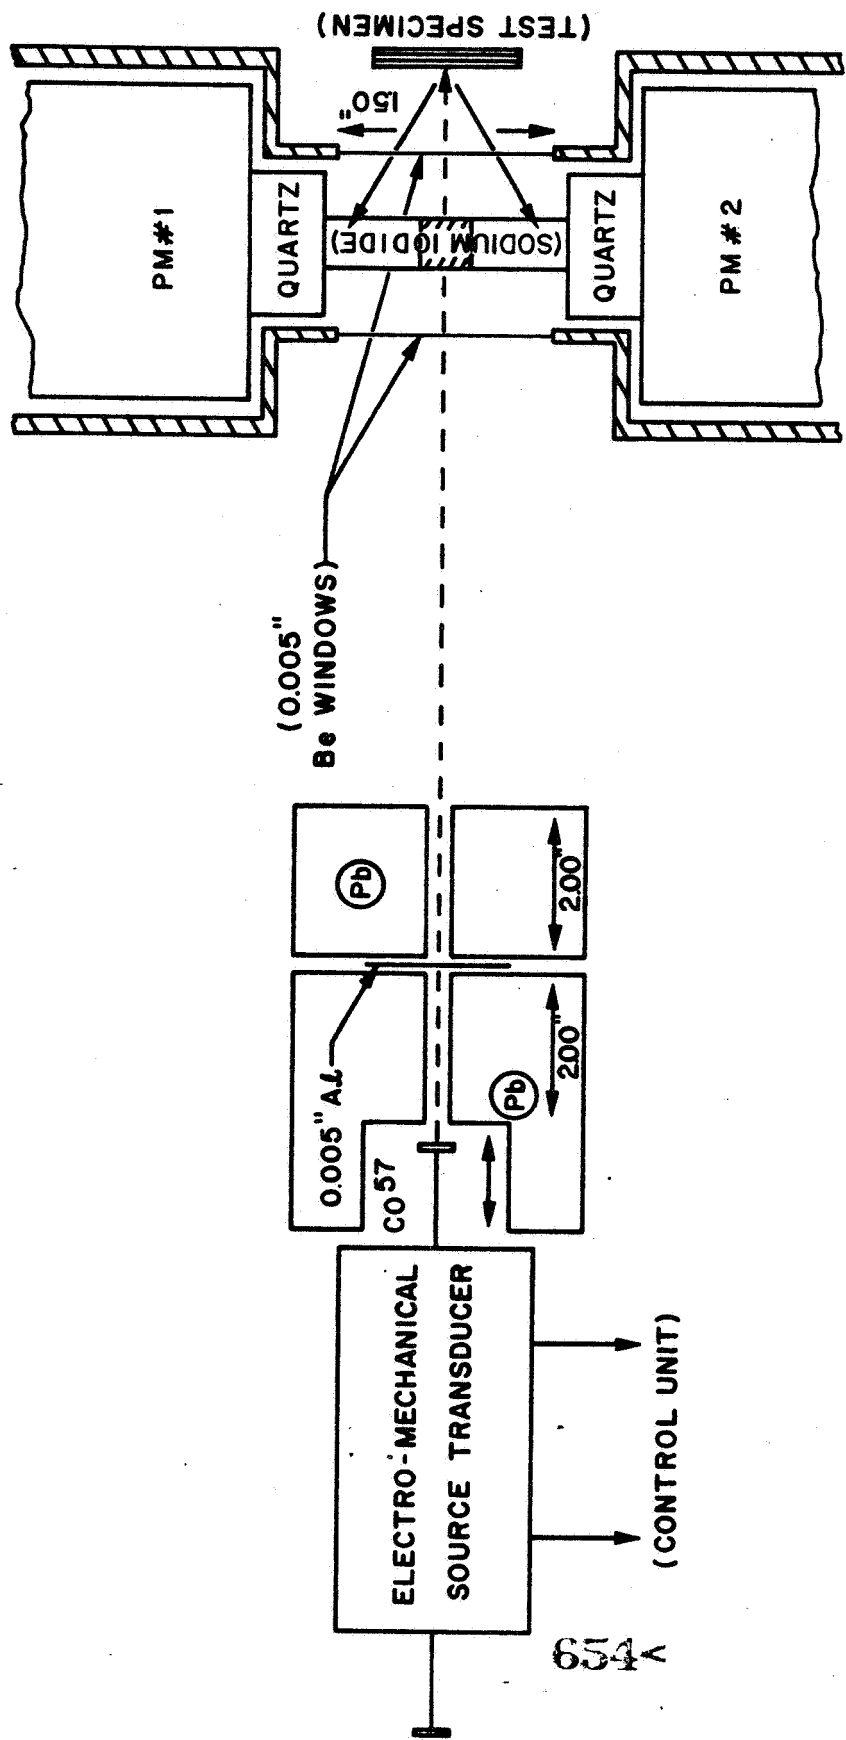 (TEST SPECIMEN)
1.50"
PM#1
QUARTZ
(SODIUM IODIDE)
QUARTZ
PM #2
(0.005"
Be WINDOWS)
Pb
2.00"
0.005" Al
Pb
2.00"
CO57
ELECTRO-MECHANICAL
SOURCE TRANSDUCER
(CONTROL UNIT)
654<